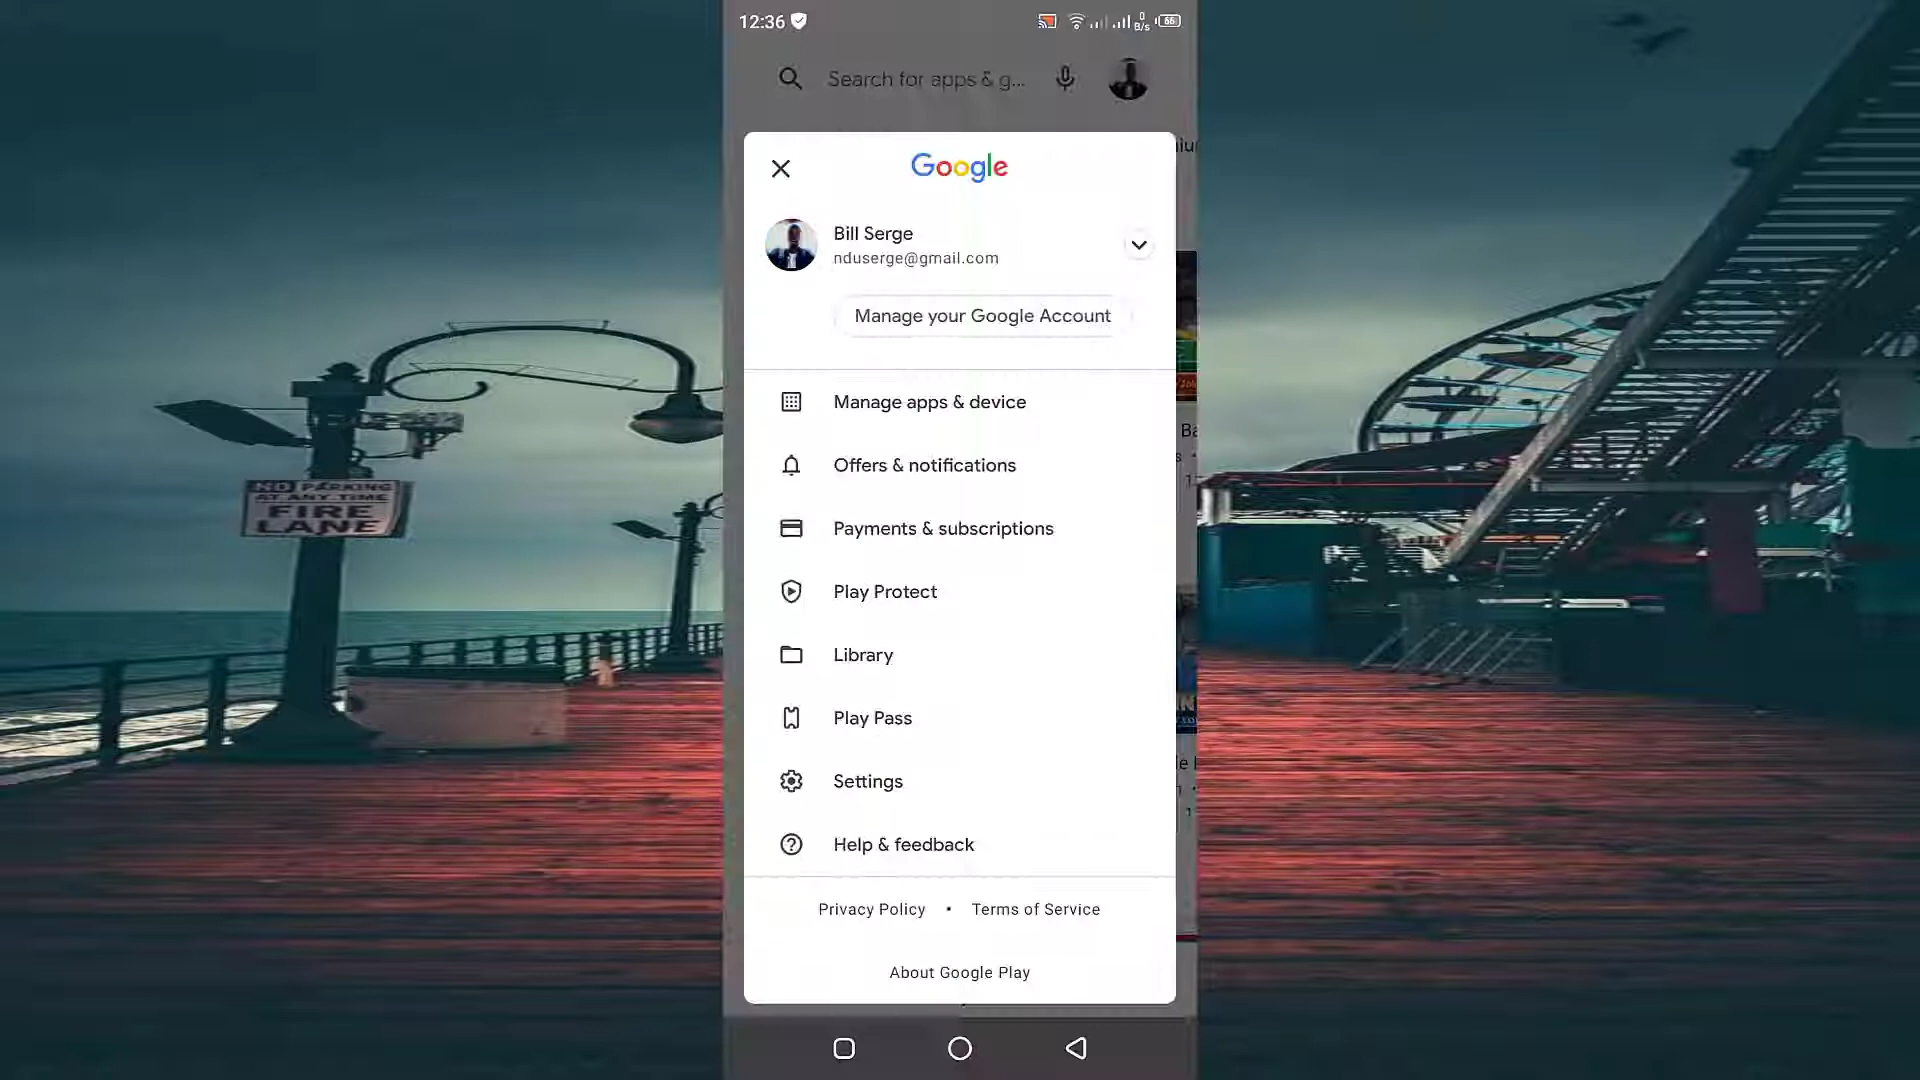 12:36
0
B/s
66
Search for apps & g...
Google
Bill Serge
nduserge@gmail.com
Manage your Google Account
Manage apps & device
Offers & notifications
Payments & subscriptions
Play Protect
Library
Play Pass
Settings
Help & feedback
Privacy Policy • Terms of Service
About Google Play
NO PARKING
AT ANY TIME
FIRE
LANE